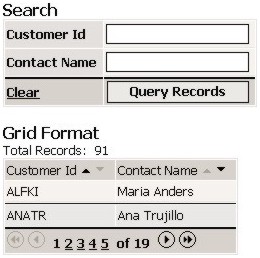 Search
Customer Id
Contact Name
Clear Query Records
Grid Format
Total Records: 91
Customer Id Contact Name
ALFKI Maria Anders
ANATR Ana Trujillo
1 2 3 4 5 of 19